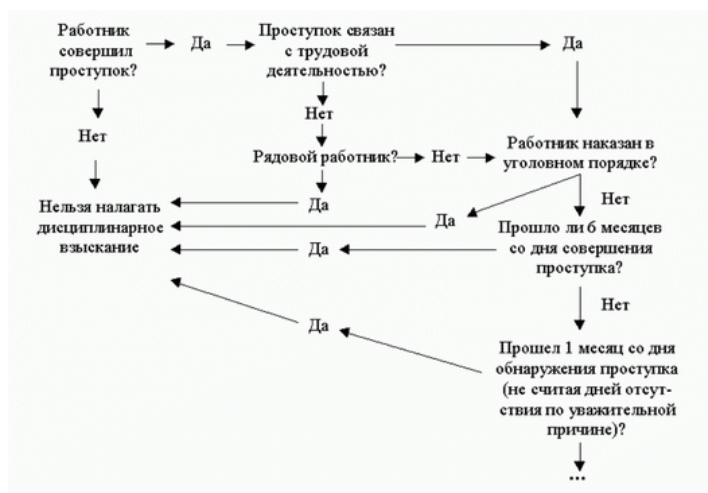 Работник
совершил
проступок?
Да
Проступок связан
с трудовой
деятельностью?
Да
Нет
Нет
Рядовой работник?
Нет
Работник наказан в
уголовном порядке?
Да
Нельзя налагать
дисциплинарное
взыскание
Да
Нет
Прошло ли 6 месяцев
со дня совершения
проступка?
Да
Нет
Да
Прошел 1 месяц со дня
обнаружения проступка
(не считая дней отсут-
ствия по уважительной
причине)?
...